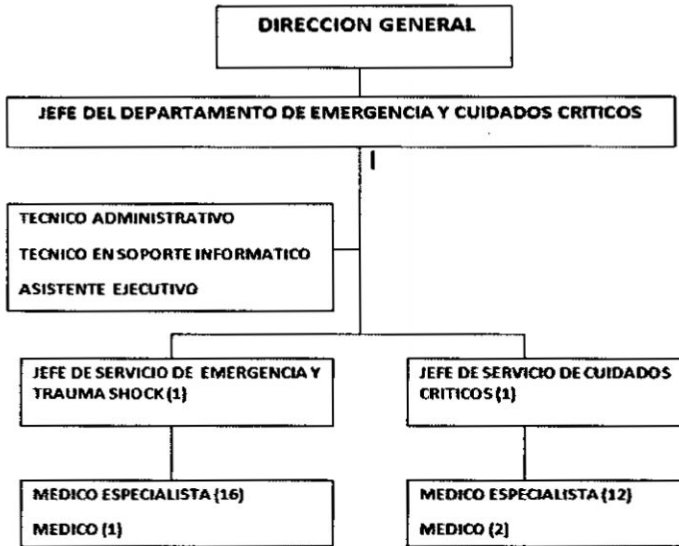 DIRECCION GENERAL
JEFE DEL DEPARTAMENTO DE EMERGENCIA Y CUIDADOS CRITICOS
TECNICO ADMINISTRATIVO
TECNICO EN SOPORTE INFORMATICO
ASISTENTE EJECUTIVO
JEFE DE SERVICIO DE EMERGENCIA Y
TRAUMA SHOCK (1)
JEFE DE SERVICIO DE CUIDADOS
CRITICOS (1)
MEDICO ESPECIALISTA (16)
MEDICO (1)
MEDICO ESPECIALISTA (12)
MEDICO (2)